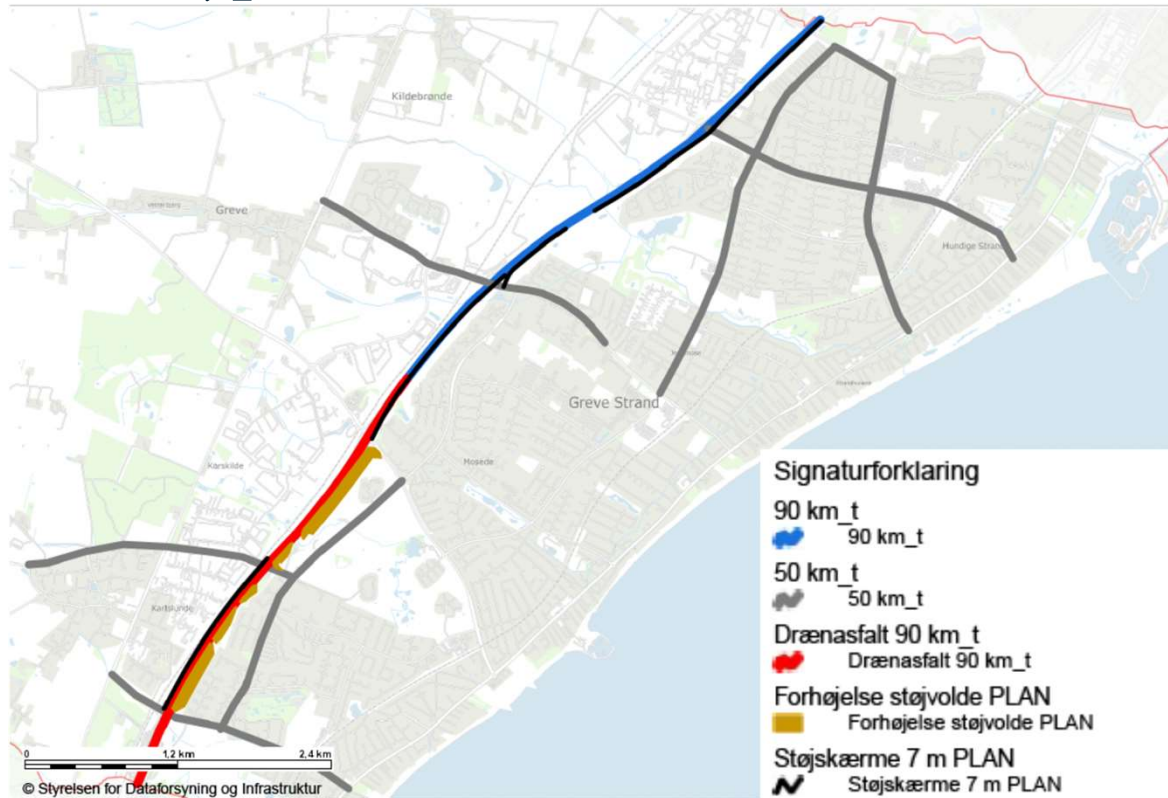 Kildebrønde
Greve
Hundige Strand
Greve Strand
Mosede
Karlslunde
Signaturforklaring
90 km_t
90 km_t
50 km_t
50 km_t
Drænasfalt 90 km_t
Drænasfalt 90 km_t
Forhøjelse støjvolde PLAN
Forhøjelse støjvolde PLAN
Støjskærme 7 m PLAN
Støjskærme 7 m PLAN
0 1,2 km 2,4 km
© Styrelsen for Dataforsyning og Infrastruktur